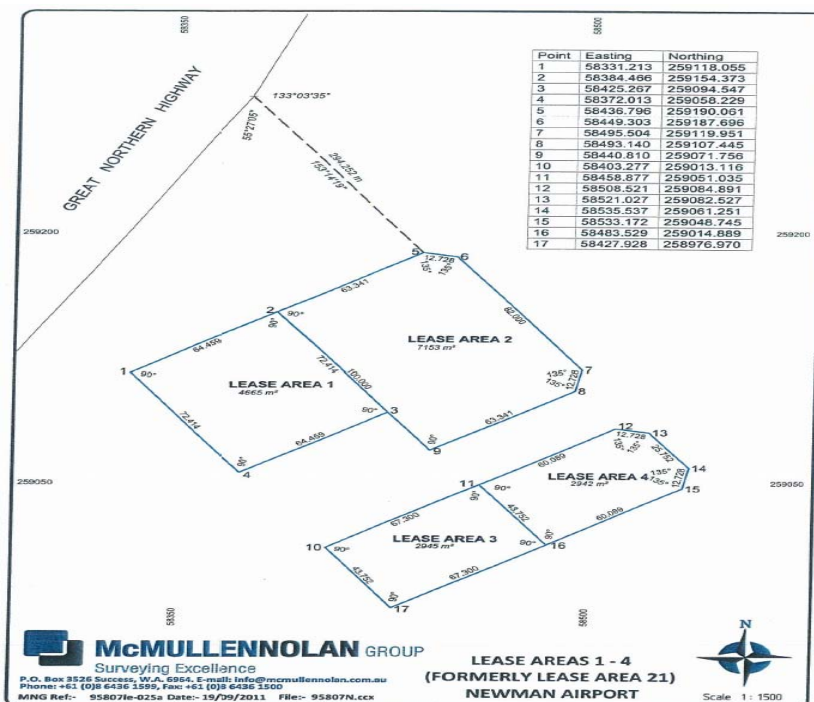 58350
58500
Point Easting Northing
1 58331.213 259118.055
2 58384.466 259154.373
3 58425.267 259094.547
4 58372.013 259058.229
5 58436.796 259190.061
6 58449.303 259187.696
7 58495.504 259119.951
8 58493.140 259107.445
9 58440.810 259071.756
10 58403.277 259013.116
11 58458.877 259051.035
12 58508.521 259084.891
13 58521.027 259082.527
14 58535.537 259061.251
15 58533.172 259048.745
16 58483.529 259014.889
17 58427.928 258976.970
GREAT NORTHERN HIGHWAY
133°03'35"
55°27'05"
294.252 m
153°14'19"
259200
259200
5
12.728
6
135°
135°
63.341
62.000
2
90°
90°
64.459
LEASE AREA 2
7153 m²
72.414
100.000
1
90°
LEASE AREA 1
4665 m²
7
135°
135°
12.728
8
3
72.414
64.459
63.341
90°
4
90°
9
12
12.728
13
135°
135°
25.752
60.089
259050
259050
14
135°
135°
12.728
15
LEASE AREA 4
2942 m²
11
90°
90°
67.300
43.752
60.089
10
90°
LEASE AREA 3
2945 m²
90°
90°
16
43.752
67.300
90°
17
58350
58500
McMULLENNOLAN GROUP
Surveying Excellence
P.O. Box 3526 Success, W.A. 6964. E-mail: info@mcmullennolan.com.au
Phone: +61 (0)8 6436 1599, Fax: +61 (0)8 6436 1500
MNG Ref:- 95807le-025a Date:- 19/09/2011 File:- 95807N.ccx
LEASE AREAS 1 - 4
(FORMERLY LEASE AREA 21)
NEWMAN AIRPORT
N
Scale 1 : 1500